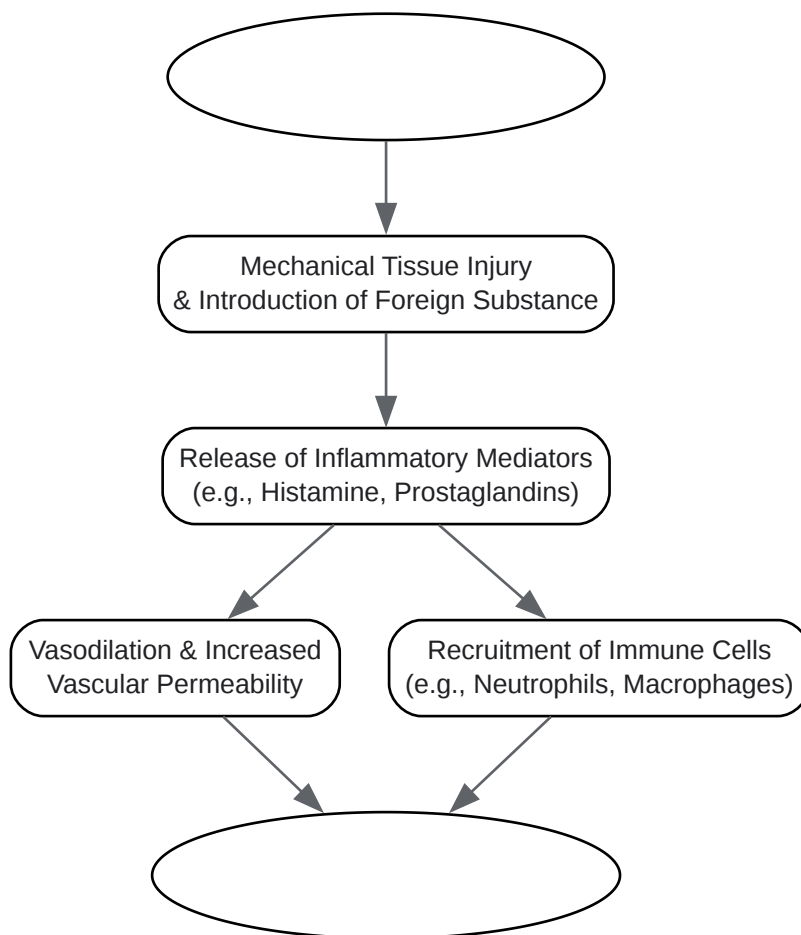 Mechanical Tissue Injury
& Introduction of Foreign Substance
Release of Inflammatory Mediators
(e.g., Histamine, Prostaglandins)
Vasodilation & Increased
Vascular Permeability
Recruitment of Immune Cells
(e.g., Neutrophils, Macrophages)